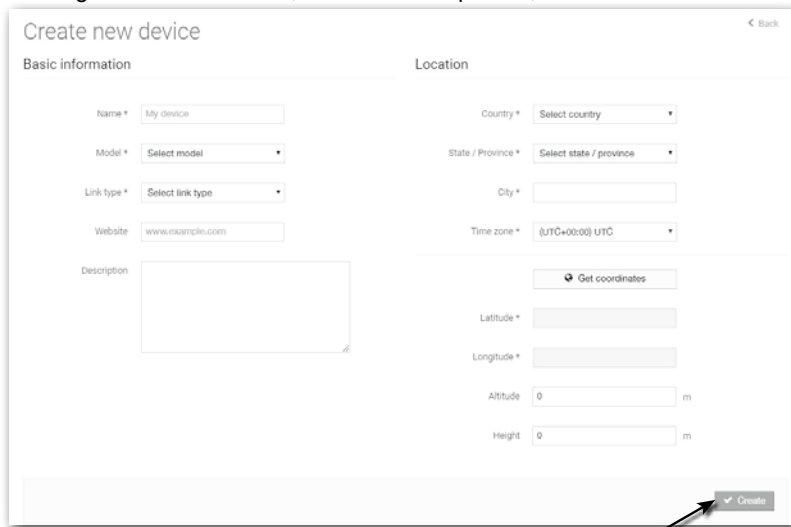 Create new device
Back
Basic information
Name *
My device
Model *
Select model
Link type *
Select link type
Website
www.example.com
Description
Location
Country *
Select country
State / Province *
Select state / province
City *
Time zone *
(UTC+00:00) UTC
Get coordinates
Latitude *
Longitude *
Altitude
0
m
Height
0
m
Create